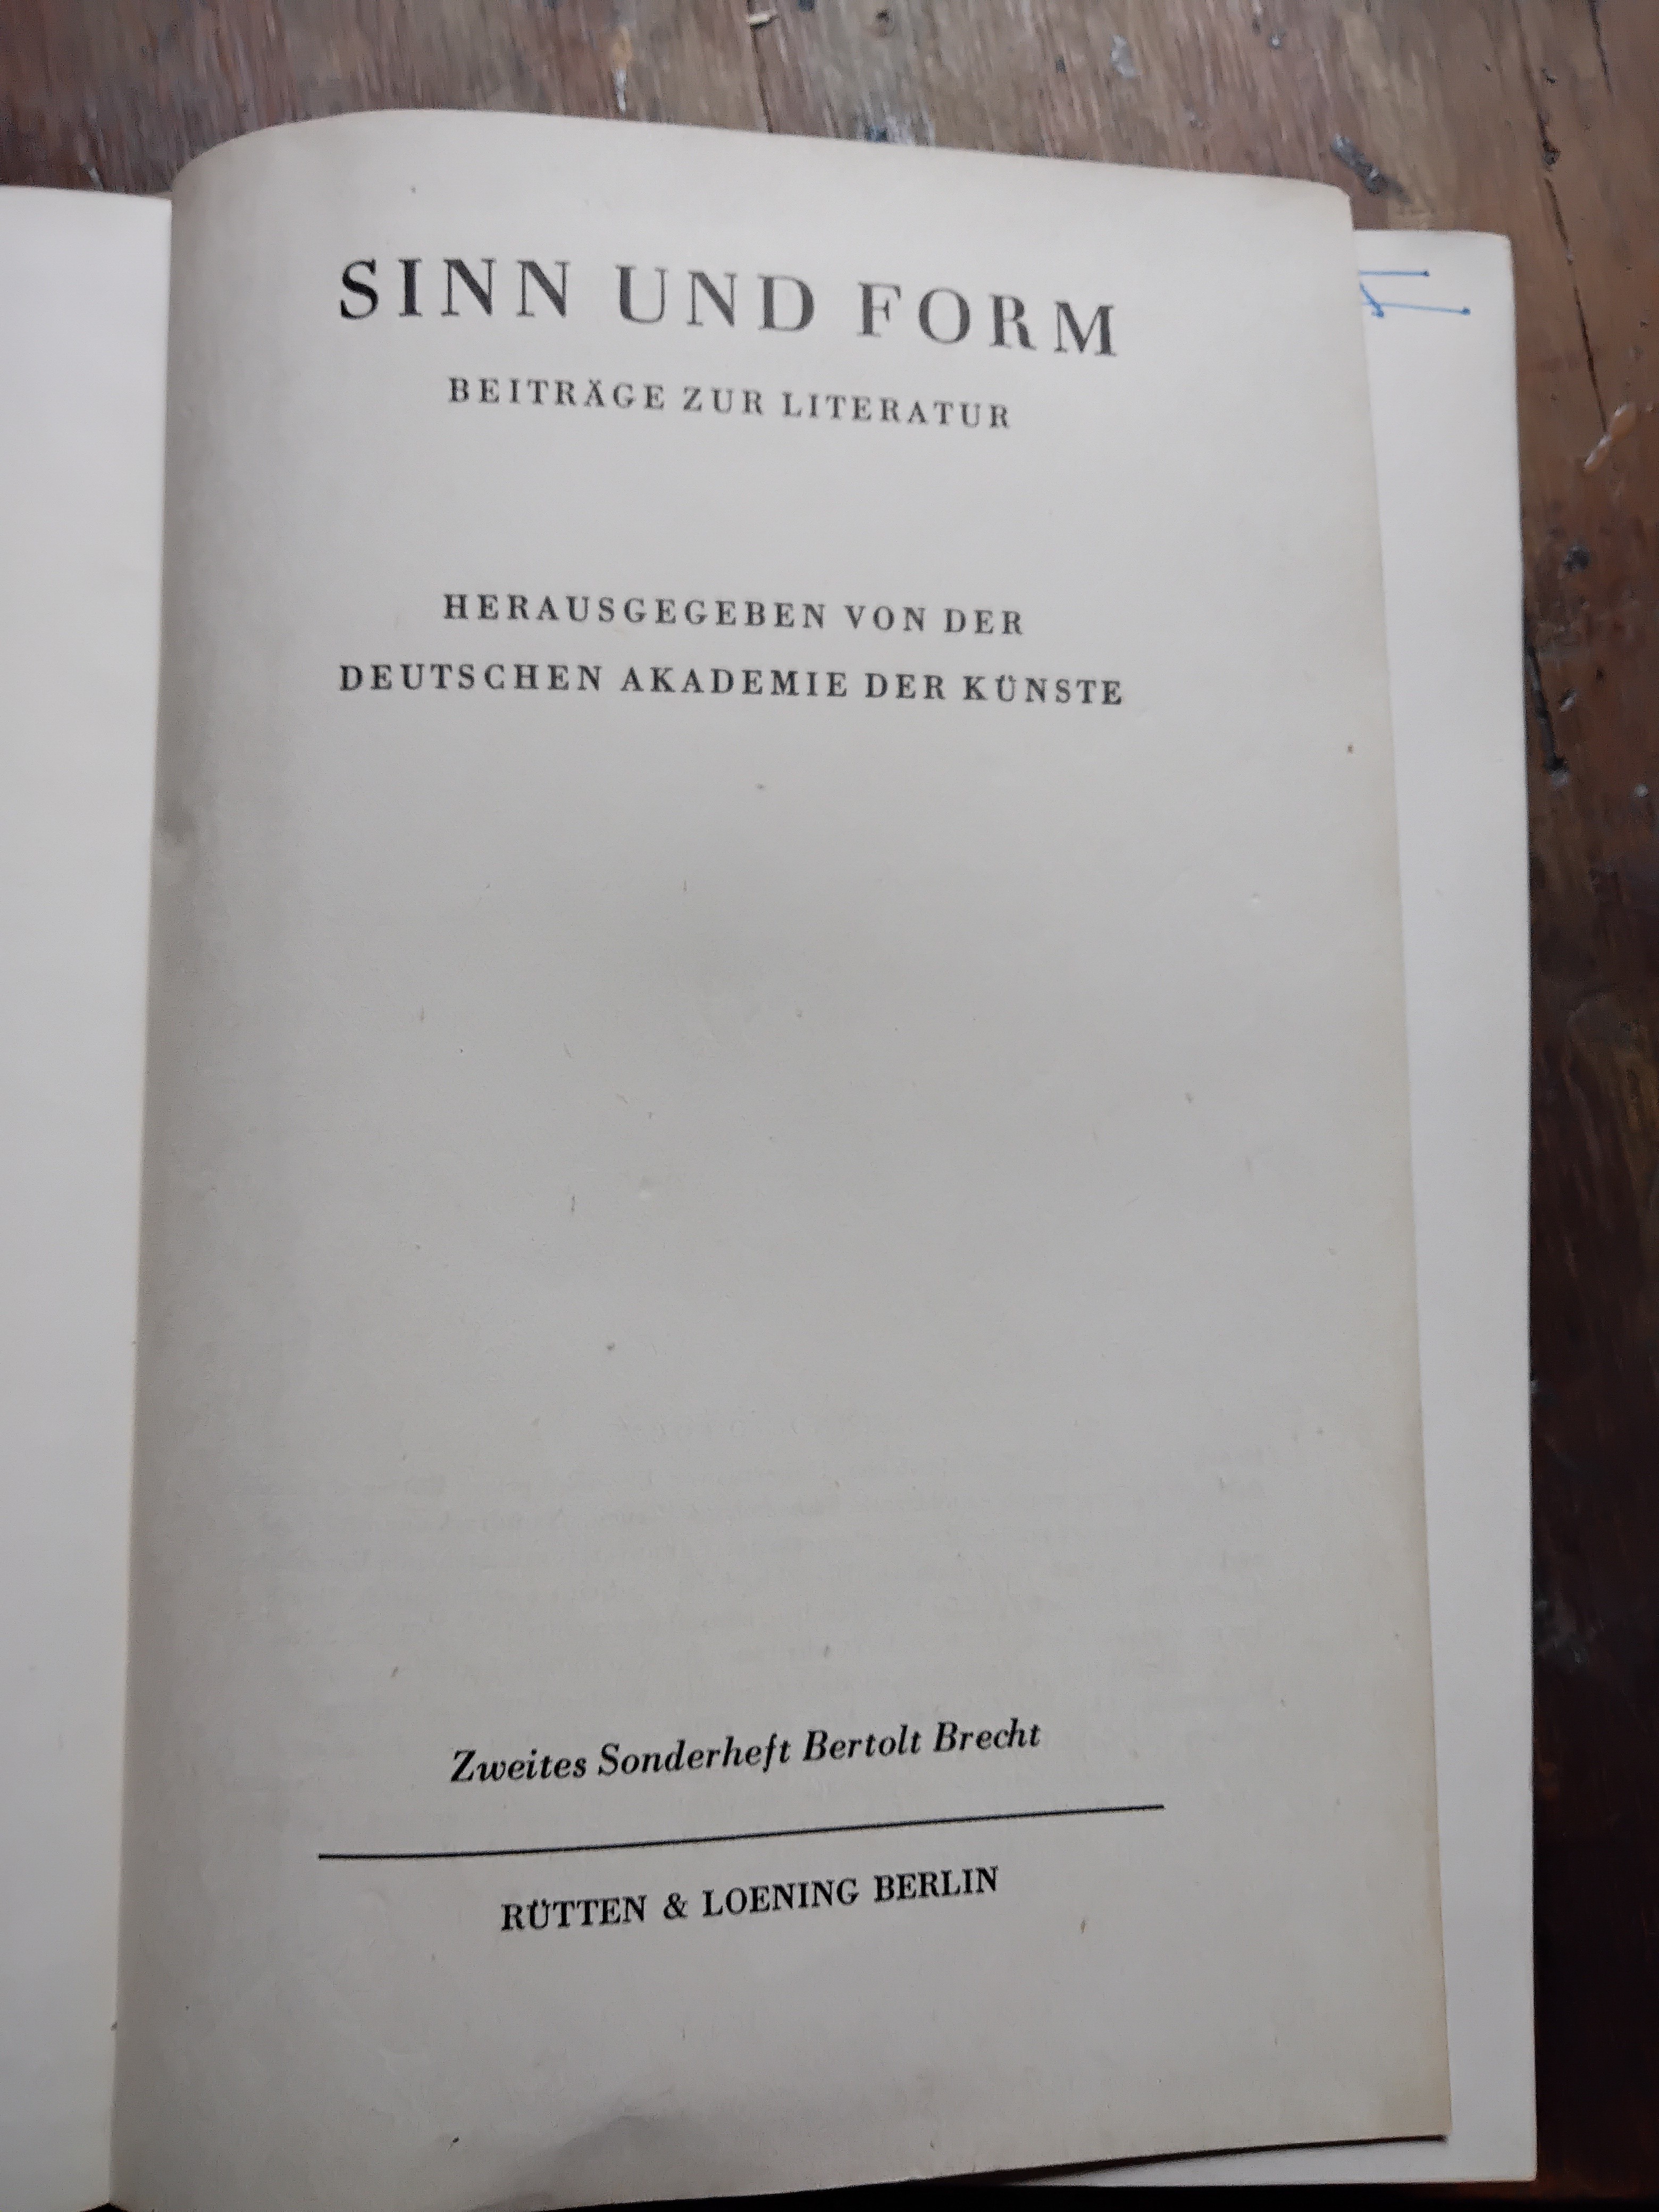 SINN UND FORM
BEITRÄGE ZUR LITERATUR
HERAUSGEGEBEN VON DER
DEUTSCHEN AKADEMIE DER KÜNSTE
Zweites Sonderheft Bertolt Brecht
RÜTTEN & LOENING BERLIN